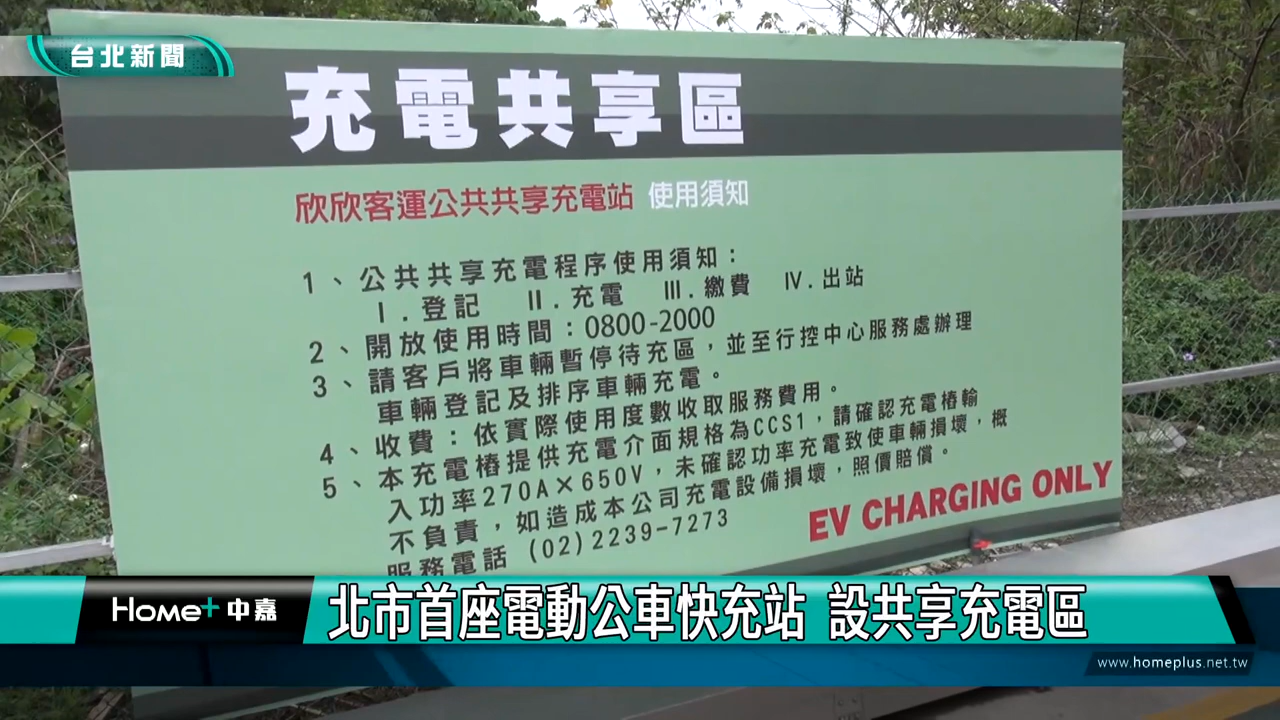 台北新聞
充電共享區
欣欣客運公共共享充電站 使用須知
1、公共共享充電程序使用須知：
I.登記 II.充電 III.繳費 IV.出站
2、開放使用時間：0800-2000
3、請客戶將車輛暫停待充區，並至行控中心服務處辦理
車輛登記及排序車輛充電。
4、收費：依實際使用度數收取服務費用。
5、本充電樁提供充電介面規格為CCS1，請確認充電樁輸
入功率270A×650V，未確認功率充電致使車輛損壞，概
不負責，如造成本公司充電設備損壞，照價賠償。
服務電話 (02)2239-7273
EV CHARGING ONLY
Home+中嘉
北市首座電動公車快充站 設共享充電區
www.homeplus.net.tw